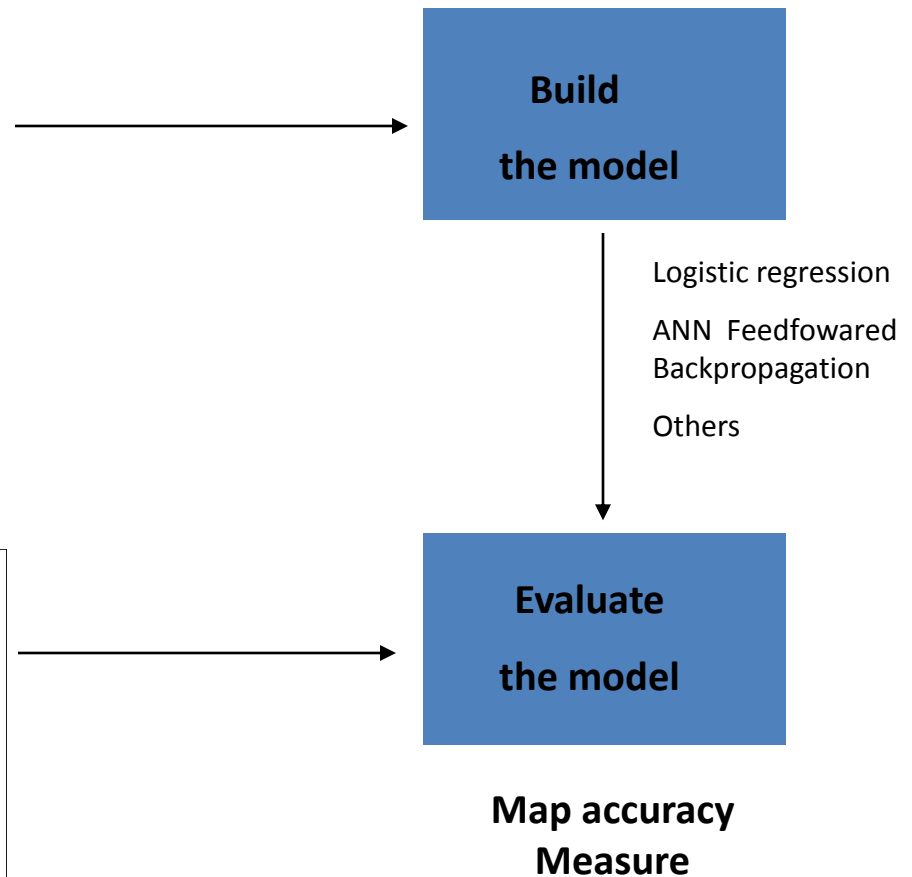 Build
the model
Logistic regression
ANN Feedfowared
Backpropagation
Others
Evaluate
the model
Map accuracy
Measure